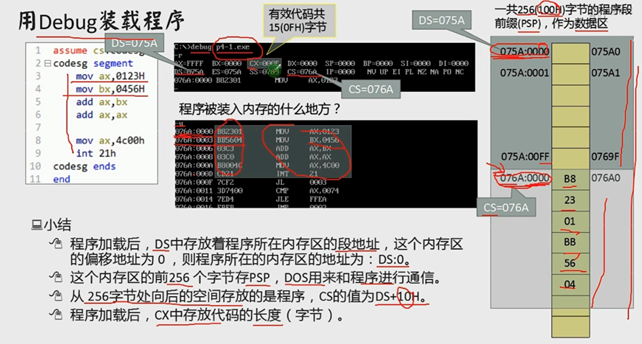 用Debug装载程序
DS=075A
有效代码共
15(0FH)字节
一共256(100H)字节的程序段
前缀(PSP)，作为数据区
DS=075A
1 assume cs:codesg
2 codesg segment
3 mov ax,0123H
4 mov bx,0456H
5 add ax,bx
6 add ax,ax
7
8 mov ax,4c00h
9 int 21h
10 codesg ends
11 end
C:\>debug p4-1.exe
-r
AX=FFFF BX=0000 CX=000F DX=0000 SP=0000 BP=0000 SI=0000 DI=0000
DS=075A ES=075A SS=0769 CS=076A IP=0000 NV UP EI PL NZ NA PO NC
076A:0000 B82301 MOV AX,0123
CS=076A
程序被装入内存的什么地方？
-u
076A:0000 B82301 MOV AX,0123
076A:0003 BB5604 MOV BX,0456
076A:0006 03C3 ADD AX,BX
076A:0008 03C0 ADD AX,AX
076A:000A B8004C MOV AX,4C00
076A:000D CD21 INT 21
076A:000F 7CF2 JL 0003
076A:0011 3D7400 CMP AX,0074
076A:0014 7ED4 JLE FFEA
075A:0000 075A0
075A:0001 075A1
075A:00FF 0769F
076A:0000 B8 076A0
CS=076A
23
01
BB
56
04
小结
程序加载后，DS中存放着程序所在内存区的段地址，这个内存区
的偏移地址为 0 ，则程序所在的内存区的地址为：DS:0。
这个内存区的前256 个字节存PSP，DOS用来和程序进行通信。
从 256字节处向后的空间存放的是程序，CS的值为DS+10H。
程序加载后，CX中存放代码的长度（字节）。